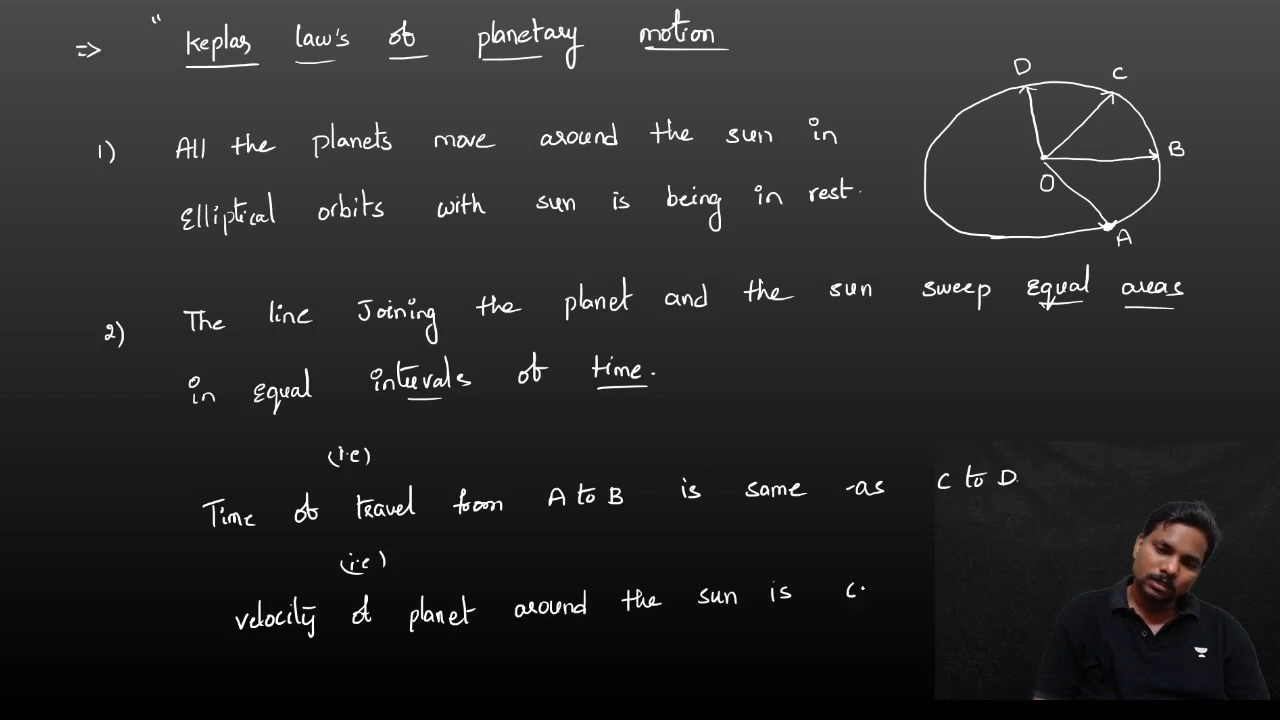 => " Keplar law's of planetary motion
D
C
B
O
A
1) All the planets move around the sun in
Elliptical orbits with sun is being in rest.
2) The line Joining the planet and the sun sweep equal areas
in equal intervals of time.
(i.e)
Time of travel from A to B is same as C to D.
(i.e)
velocity of planet around the sun is c.